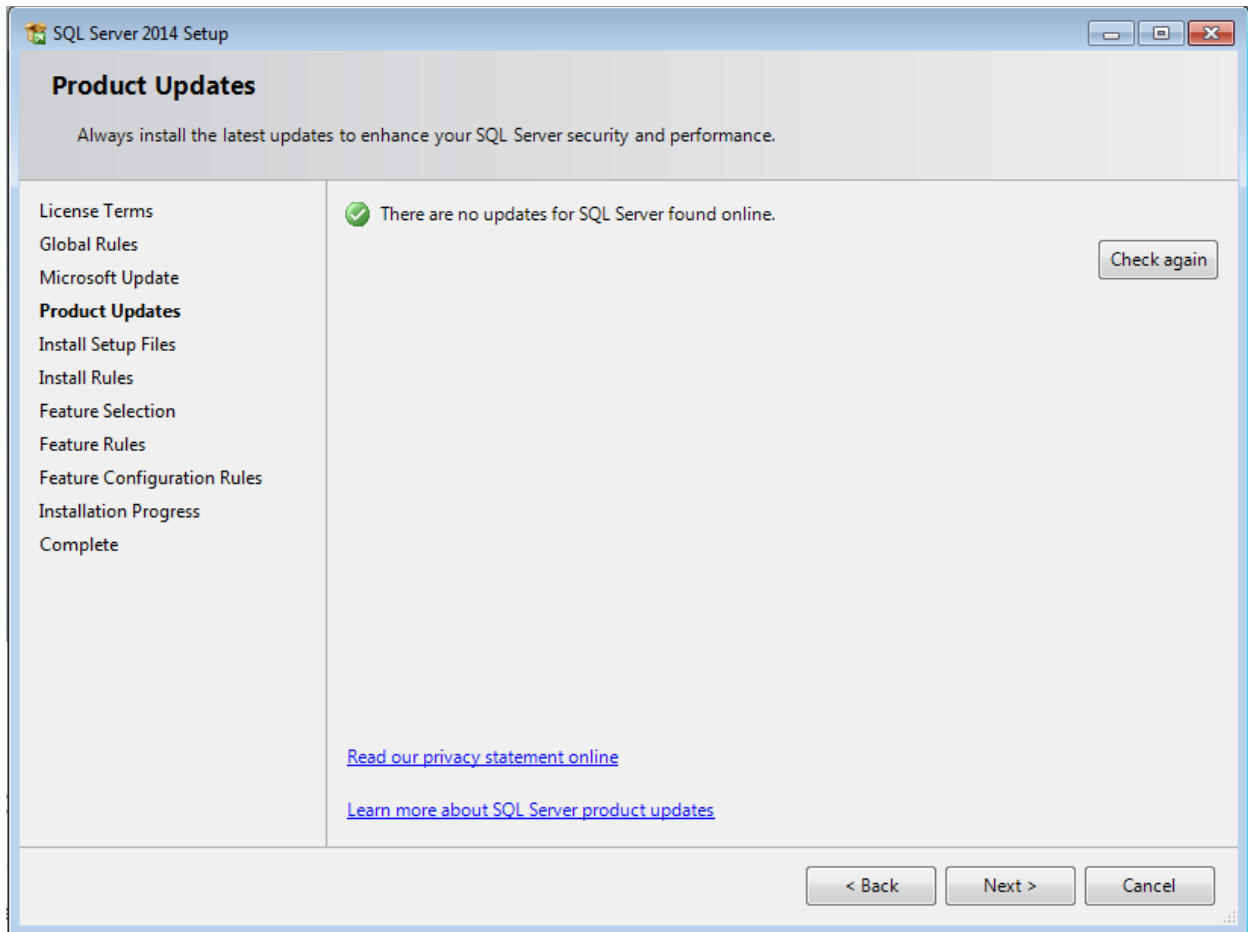 SQL Server 2014 Setup
Product Updates
Always install the latest updates to enhance your SQL Server security and performance.
License Terms
Global Rules
Microsoft Update
Product Updates
Install Setup Files
Install Rules
Feature Selection
Feature Rules
Feature Configuration Rules
Installation Progress
Complete
There are no updates for SQL Server found online.
Check again
Read our privacy statement online
Learn more about SQL Server product updates
< Back
Next >
Cancel